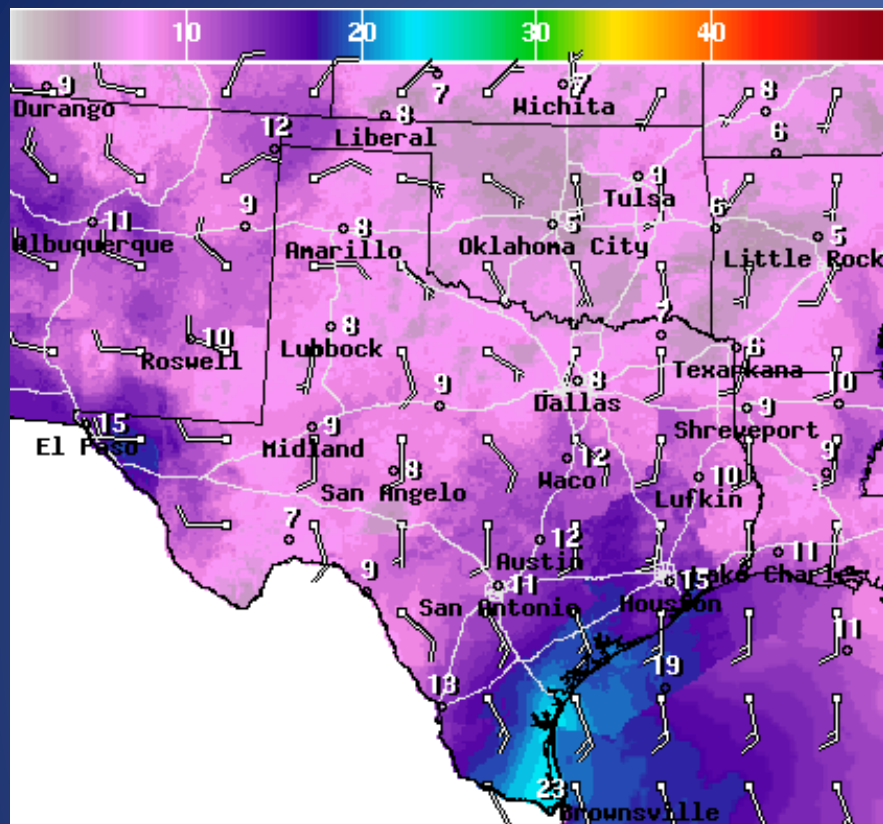 10 20 30 40
9 7 7 8
Durango Wichita
12 8 6
Liberal
9
Tulsa
11 9 8 5 6 5
Albuquerque Amarillo Oklahoma City Little Rock
10 8 7 6
Roswell Lubbock Texarkana
8
9 Dallas 9 10
15 9 Shreveport
El Paso Midland
8 12 10 9
San Angelo Waco Lufkin
7 12 11
Austin
9 11 15 Lake Charles
San Antonio Houston
11
19
13
23
Brownsville